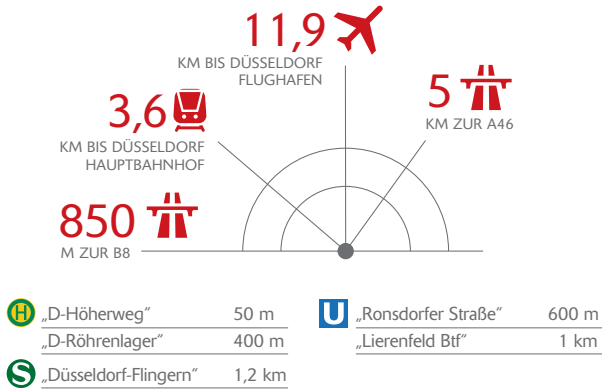 11,9
KM BIS DÜSSELDORF
FLUGHAFEN
5
KM ZUR A46
3,6
KM BIS DÜSSELDORF
HAUPTBAHNHOF
850
M ZUR B8
H „D-Höherweg“ 50 m
„D-Röhrenlager“ 400 m
S „Düsseldorf-Flingern“ 1,2 km
U „Ronsdorfer Straße“ 600 m
„Lierenfeld Btf“ 1 km